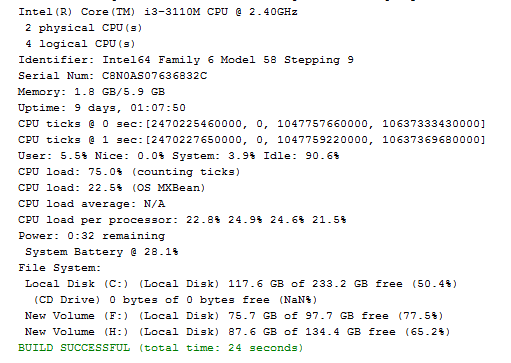 Intel(R) Core(TM) i3-3110M CPU @ 2.40GHz
2 physical CPU(s)
4 logical CPU(s)
Identifier: Intel64 Family 6 Model 58 Stepping 9
Serial Num: C8N0AS07636832C
Memory: 1.8 GB/5.9 GB
Uptime: 9 days, 01:07:50
CPU ticks @ 0 sec:[2470225460000, 0, 1047757660000, 10637333430000]
CPU ticks @ 1 sec:[2470227650000, 0, 1047759220000, 10637369680000]
User: 5.5% Nice: 0.0% System: 3.9% Idle: 90.6%
CPU load: 75.0% (counting ticks)
CPU load: 22.5% (OS MXBean)
CPU load average: N/A
CPU load per processor: 22.8% 24.9% 24.6% 21.5%
Power: 0:32 remaining
System Battery @ 28.1%
File System:
Local Disk (C:) (Local Disk) 117.6 GB of 233.2 GB free (50.4%)
(CD Drive) 0 bytes of 0 bytes free (NaN%)
New Volume (F:) (Local Disk) 75.7 GB of 97.7 GB free (77.5%)
New Volume (H:) (Local Disk) 87.6 GB of 134.4 GB free (65.2%)
BUILD SUCCESSFUL (total time: 24 seconds)